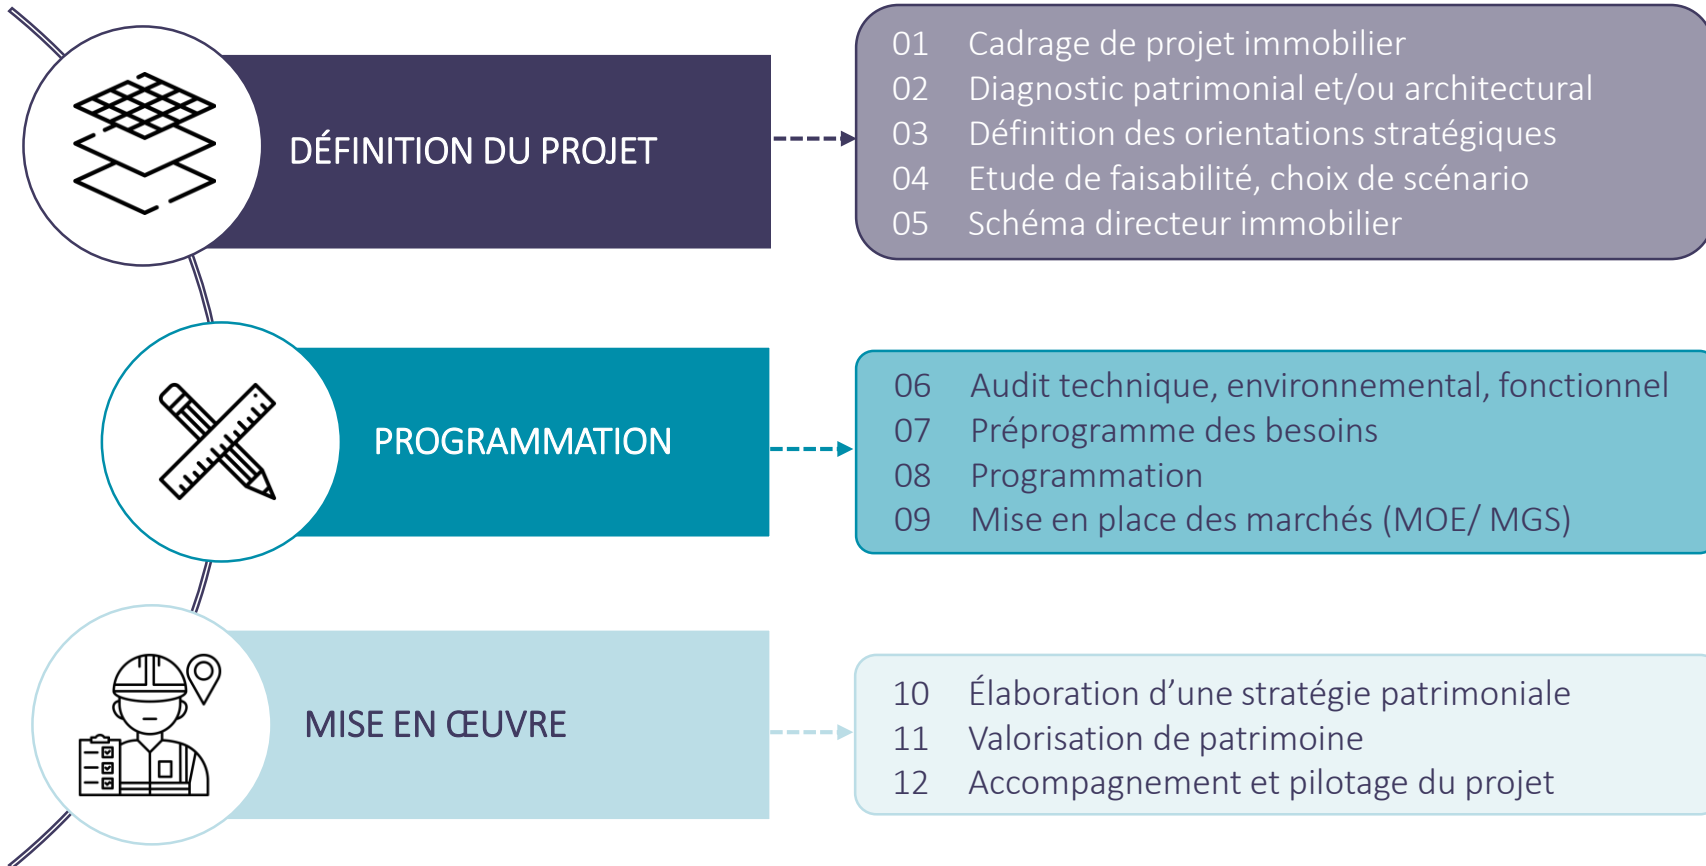 DÉFINITION DU PROJET
01 Cadrage de projet immobilier
02 Diagnostic patrimonial et/ou architectural
03 Définition des orientations stratégiques
04 Etude de faisabilité, choix de scénario
05 Schéma directeur immobilier
PROGRAMMATION
06 Audit technique, environnemental, fonctionnel
07 Préprogramme des besoins
08 Programmation
09 Mise en place des marchés (MOE/ MGS)
MISE EN ŒUVRE
10 Élaboration d’une stratégie patrimoniale
11 Valorisation de patrimoine
12 Accompagnement et pilotage du projet